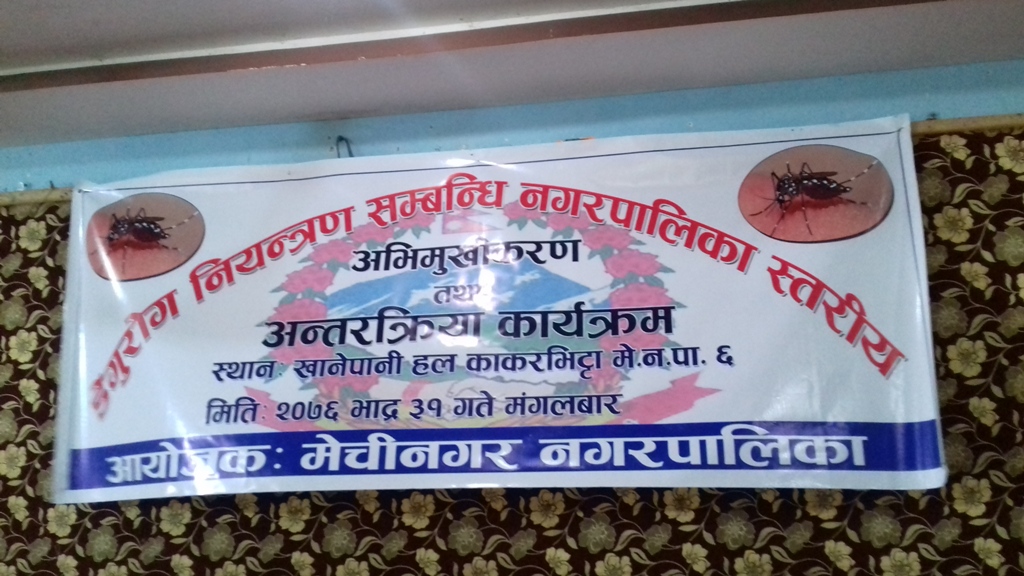 डेंगुरोग नियन्त्रण सम्बन्धि नगरपालिका स्तरीय
अभिमुखीकरण
तथा
अन्तरक्रिया कार्यक्रम
स्थानः खानेपानी हल काकरभिट्टा मे.न.पा. ६
मितिः २०७६ भाद्र ३१ गते मंगलबार
आयोजकः मेचीनगर नगरपालिका